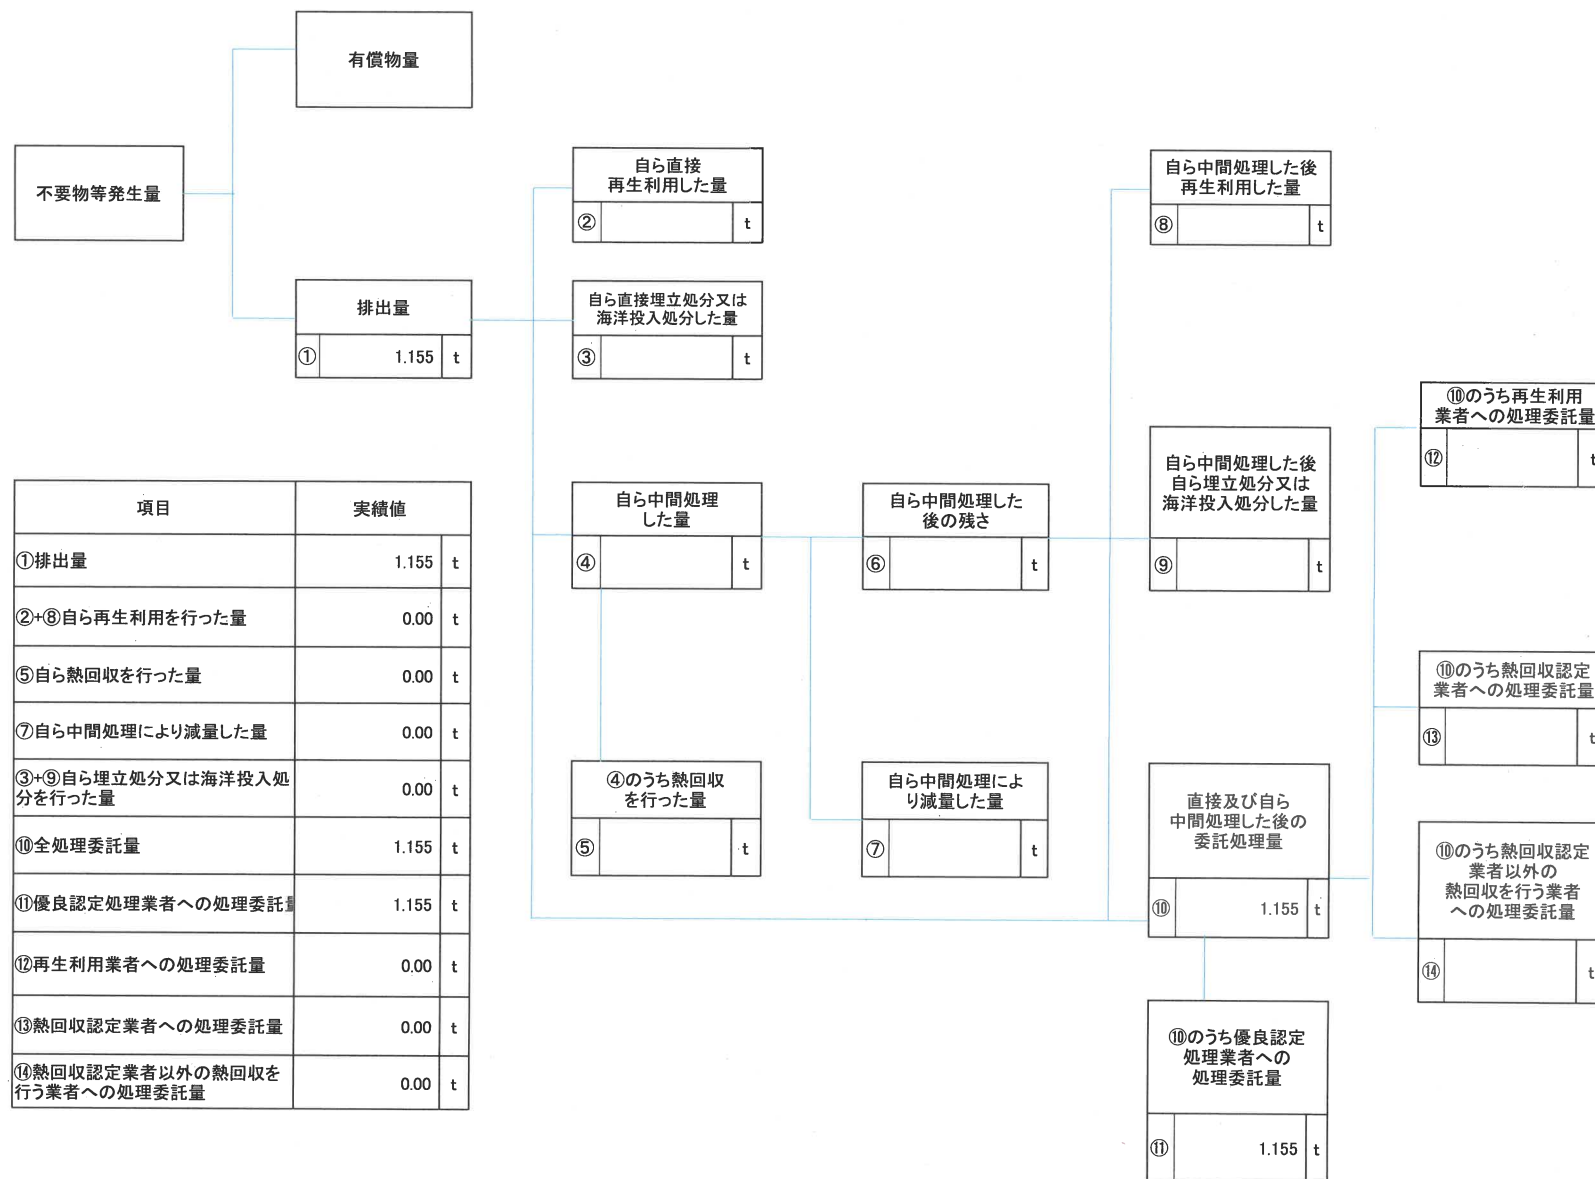 有償物量
不要物等発生量
排出量
① 1.155 t
自ら直接
再生利用した量
② t
自ら直接埋立処分又は
海洋投入処分した量
③ t
自ら中間処理
した量
④ t
④のうち熱回収
を行った量
⑤ t
自ら中間処理した
後の残さ
⑥ t
自ら中間処理によ
り減量した量
⑦ t
自ら中間処理した後
再生利用した量
⑧ t
自ら中間処理した後
自ら埋立処分又は
海洋投入処分した量
⑨ t
直接及び自ら
中間処理した後の
委託処理量
⑩ 1.155 t
⑩のうち優良認定
処理業者への
処理委託量
⑪ 1.155 t
⑩のうち再生利用
業者への処理委託量
⑫ t
⑩のうち熱回収認定
業者への処理委託量
⑬ t
⑩のうち熱回収認定
業者以外の
熱回収を行う業者
への処理委託量
⑭ t
項目 実績値
①排出量 1.155 t
②+⑧自ら再生利用を行った量 0.00 t
⑤自ら熱回収を行った量 0.00 t
⑦自ら中間処理により減量した量 0.00 t
③+⑨自ら埋立処分又は海洋投入処
分を行った量 0.00 t
⑩全処理委託量 1.155 t
⑪優良認定処理業者への処理委託量 1.155 t
⑫再生利用業者への処理委託量 0.00 t
⑬熱回収認定業者への処理委託量 0.00 t
⑭熱回収認定業者以外の熱回収を
行う業者への処理委託量 0.00 t